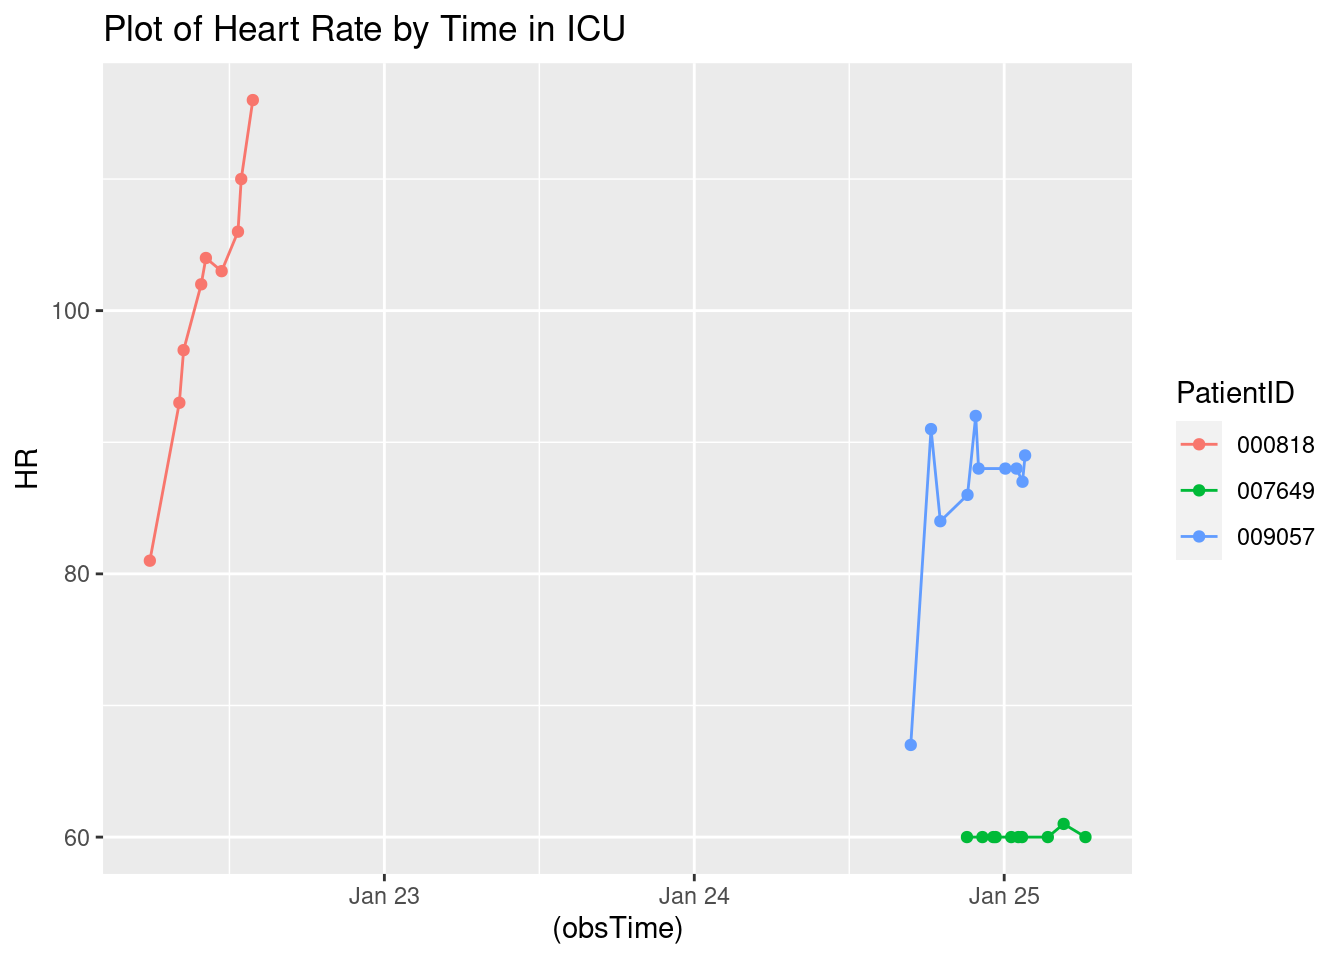 Plot of Heart Rate by Time in ICU
HR
100
80
60
Jan 23
Jan 24
Jan 25
(obsTime)
PatientID
000818
007649
009057